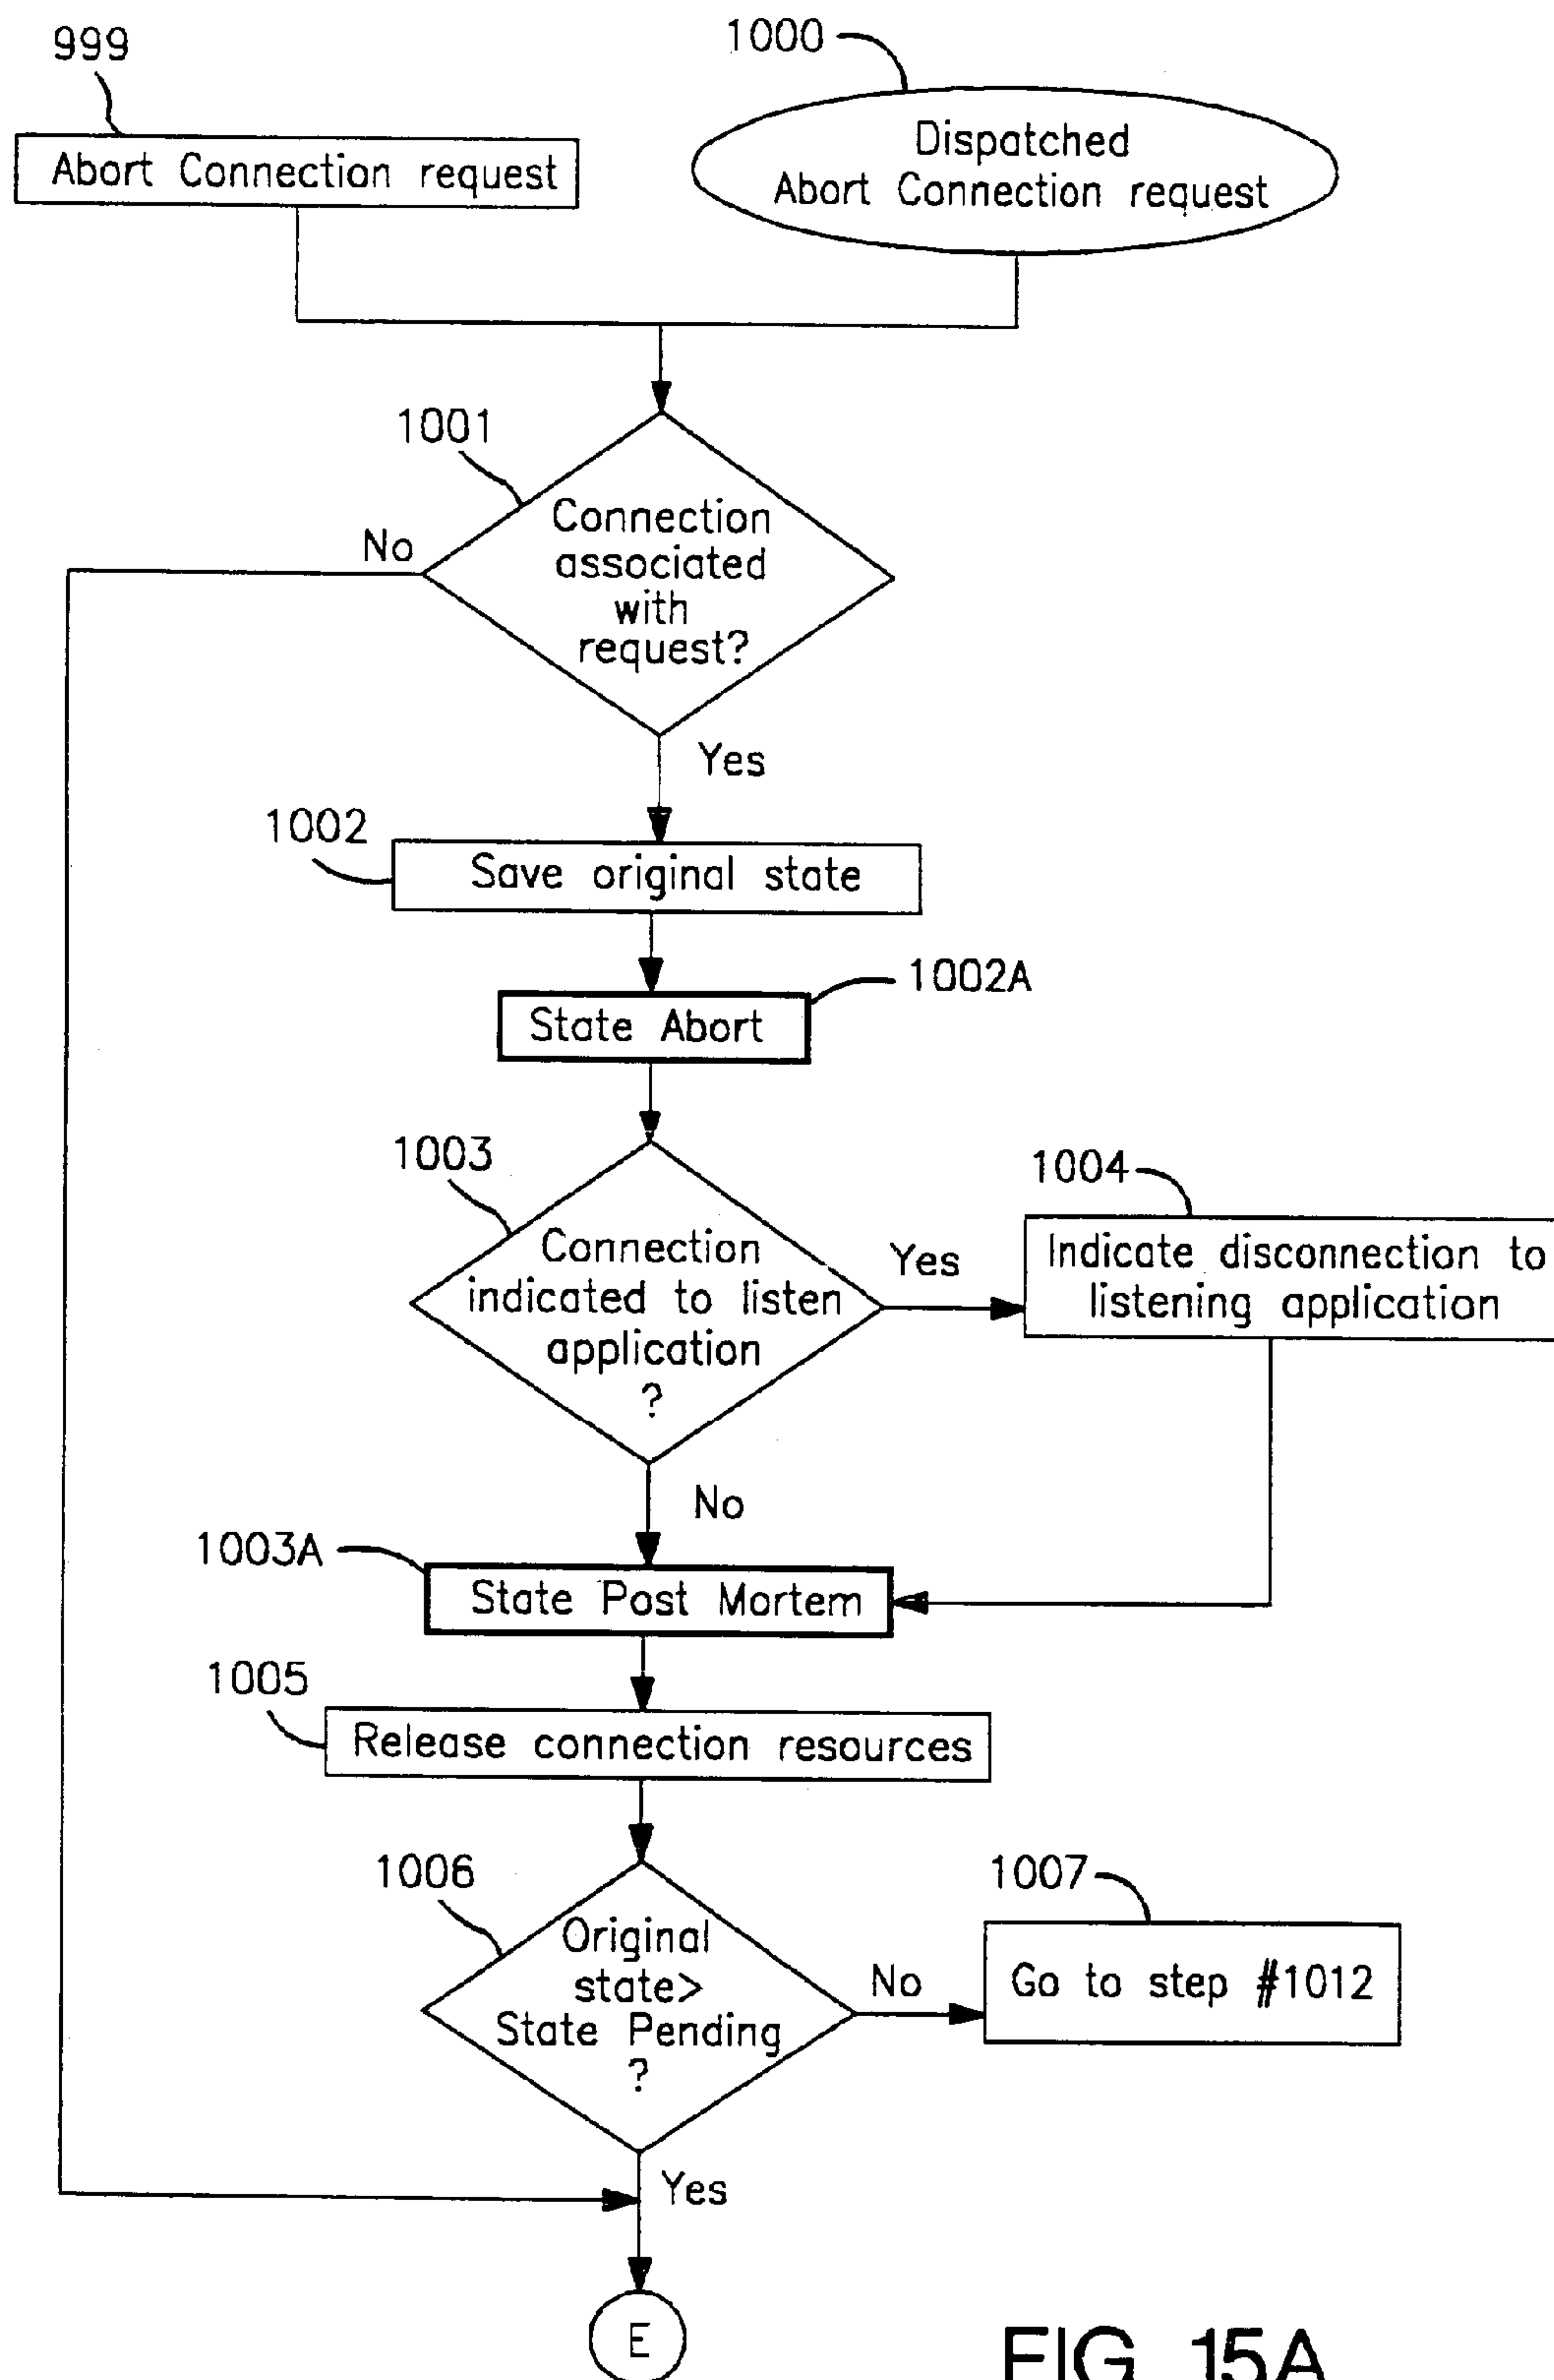 999
1000
Abort Connection request
Dispatched
Abort Connection request
1001
No
Connection
associated
with
request?
Yes
1002
Save original state
1002A
State Abort
1003
1004
Connection
indicated to listen
application
?
Yes
Indicate disconnection to
listening application
No
1003A
State Post Mortem
1005
Release connection resources
1006
1007
Original
state>
State Pending
?
No
Go to step #1012
Yes
E
FIG. 15A